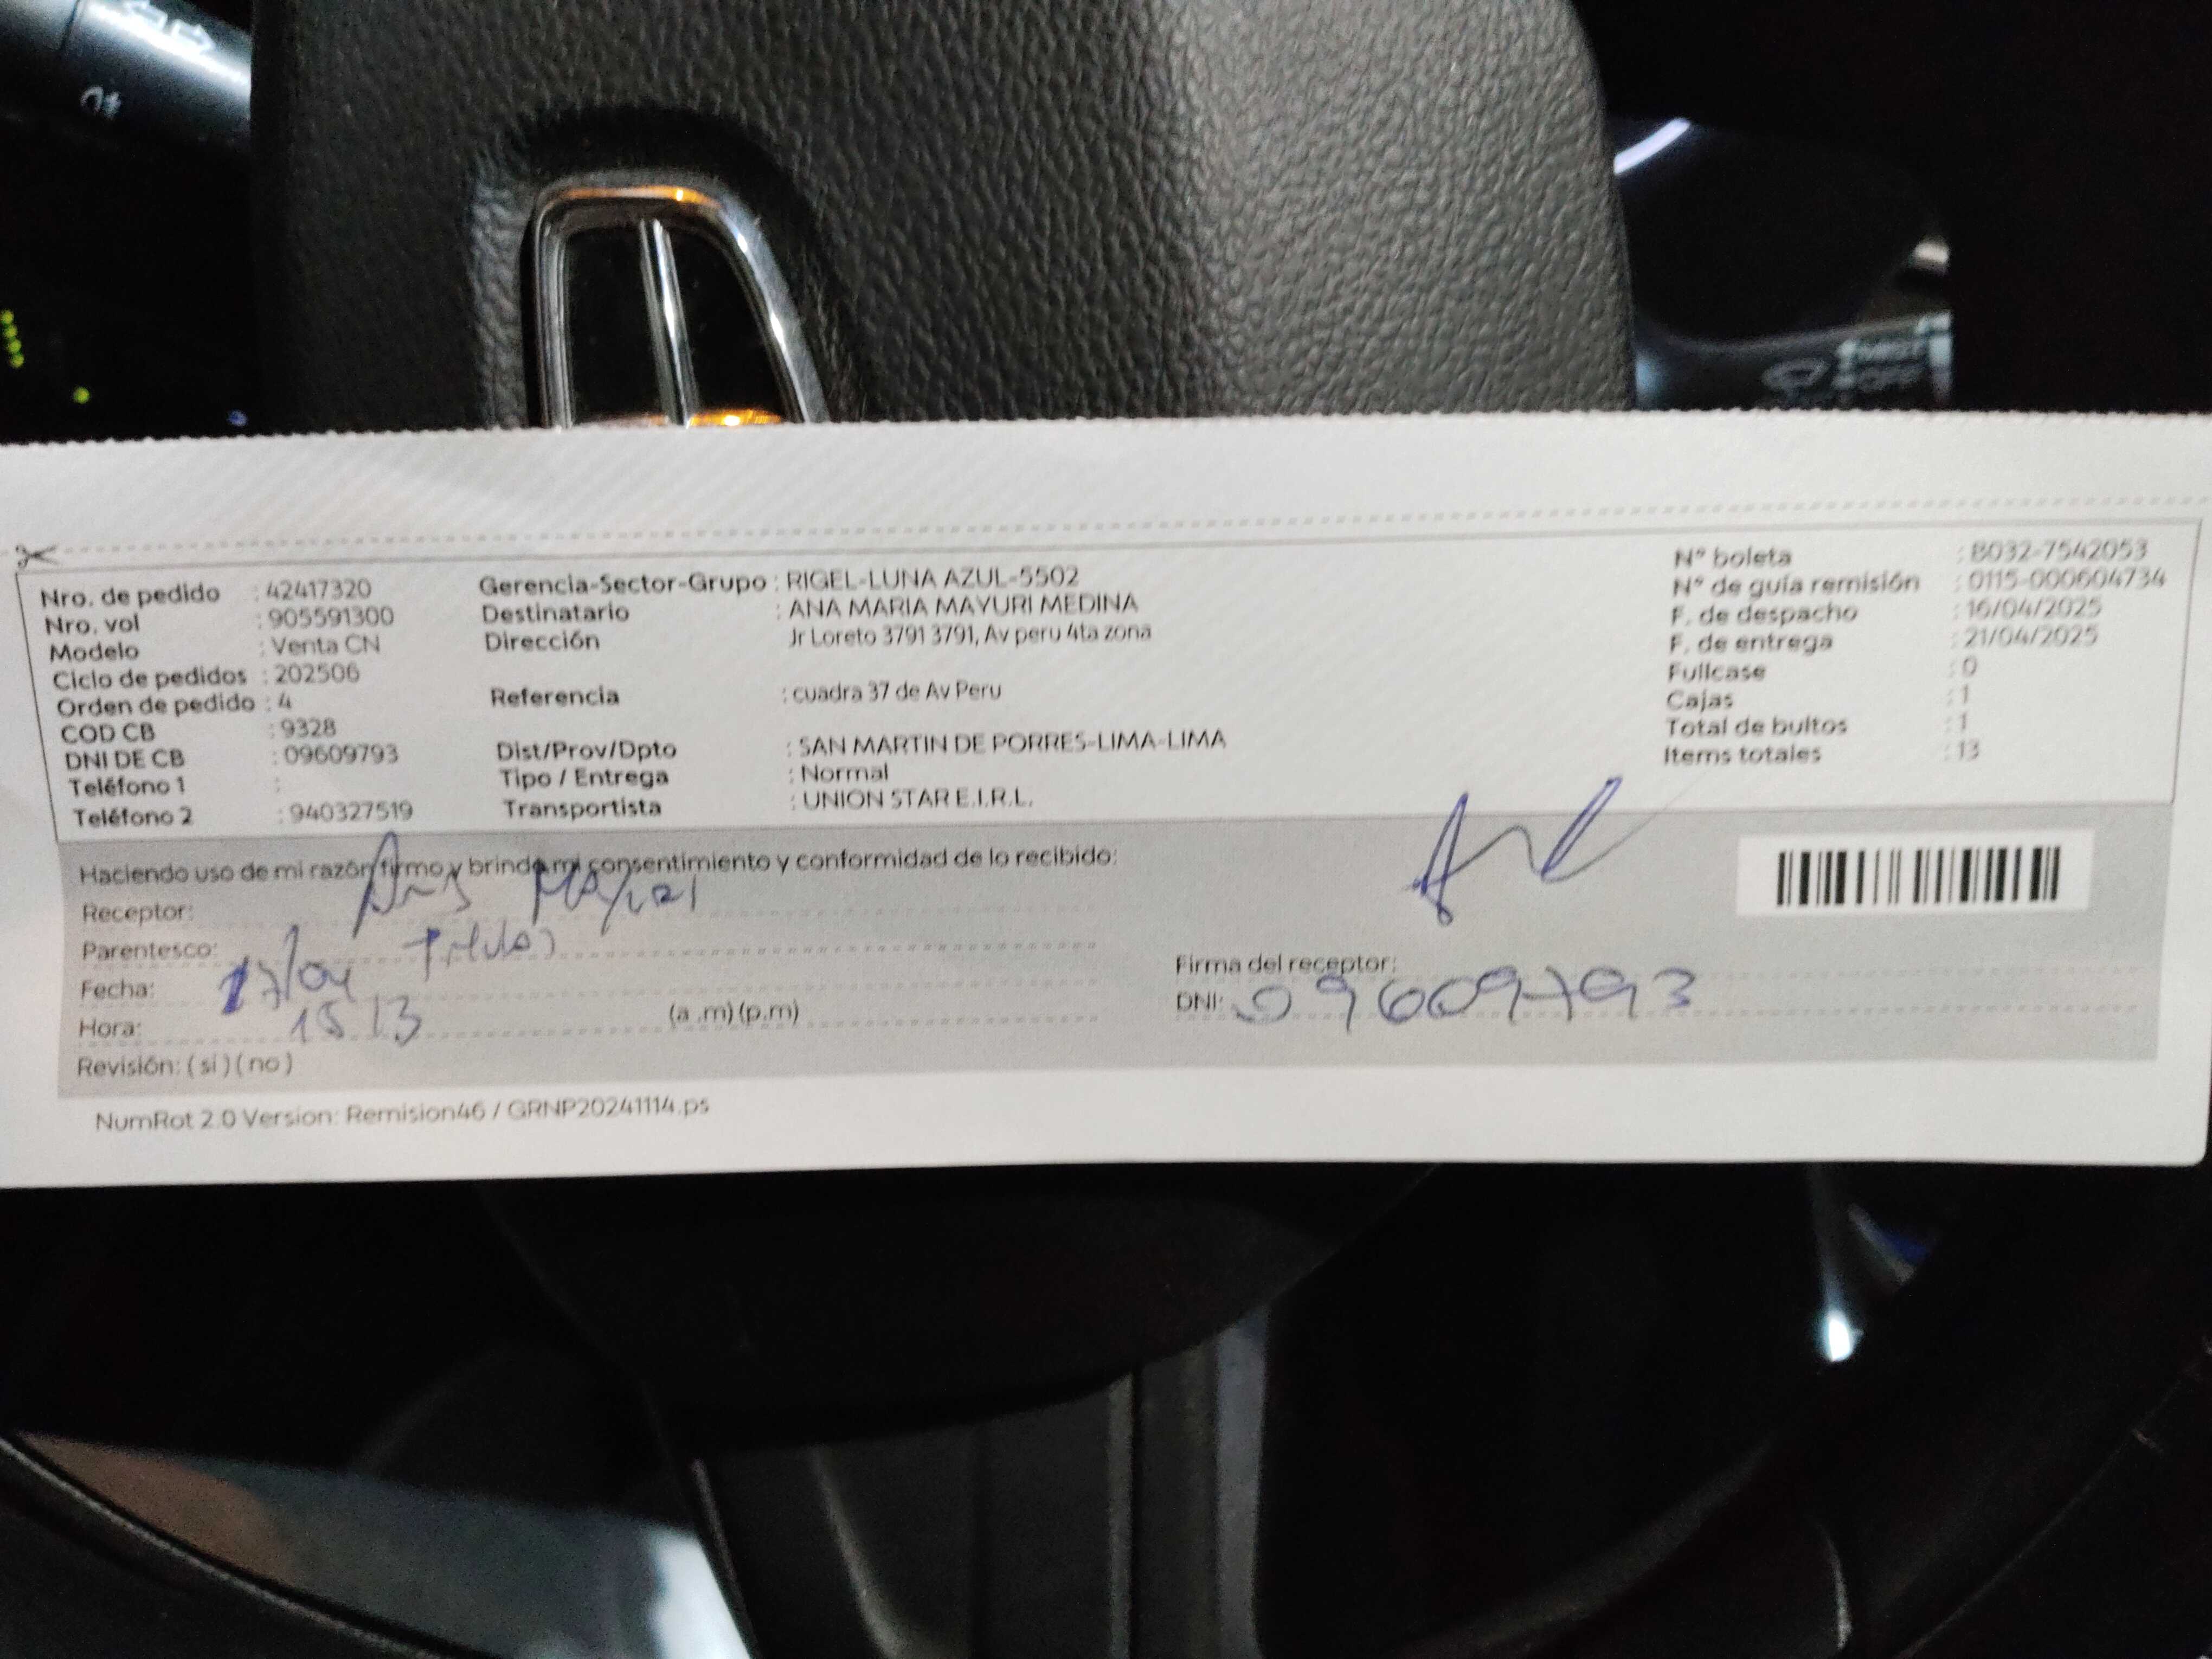 Nro. de pedido : 42417320
Nro. vol : 905591300
Modelo : Venta CN
Ciclo de pedidos : 202506
Orden de pedido : 4
COD CB : 9328
DNI DE CB : 09609793
Teléfono 1 :
Teléfono 2 : 940327519
Gerencia-Sector-Grupo : RIGEL-LUNA AZUL-5502
Destinatario : ANA MARIA MAYURI MEDINA
Dirección Jr Loreto 3791 3791, Av peru 4ta zona
Referencia : cuadra 37 de Av Peru
Dist/Prov/Dpto : SAN MARTIN DE PORRES-LIMA-LIMA
Tipo / Entrega : Normal
Transportista : UNION STAR E.I.R.L.
N° boleta : B032-7542053
N° de guía remisión : 0115-000604734
F. de despacho : 16/04/2025
F. de entrega : 21/04/2025
Fullcase : 0
Cajas : 1
Total de bultos : 1
Items totales : 13
Haciendo uso de mi razón firmo y brindo mi consentimiento y conformidad de lo recibido:
Receptor:
Parentesco:
Fecha: 17/04
Hora: 15 13 (a .m) (p.m)
Revisión: ( si ) ( no )
Firma del receptor:
DNI: 09609793
NumRot 2.0 Version: Remision46 / GRNP20241114.ps